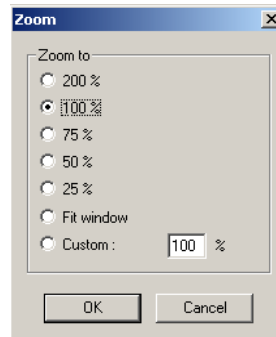 Zoom
Zoom to
200 %
100 %
75 %
50 %
25 %
Fit window
Custom : 100 %
OK Cancel